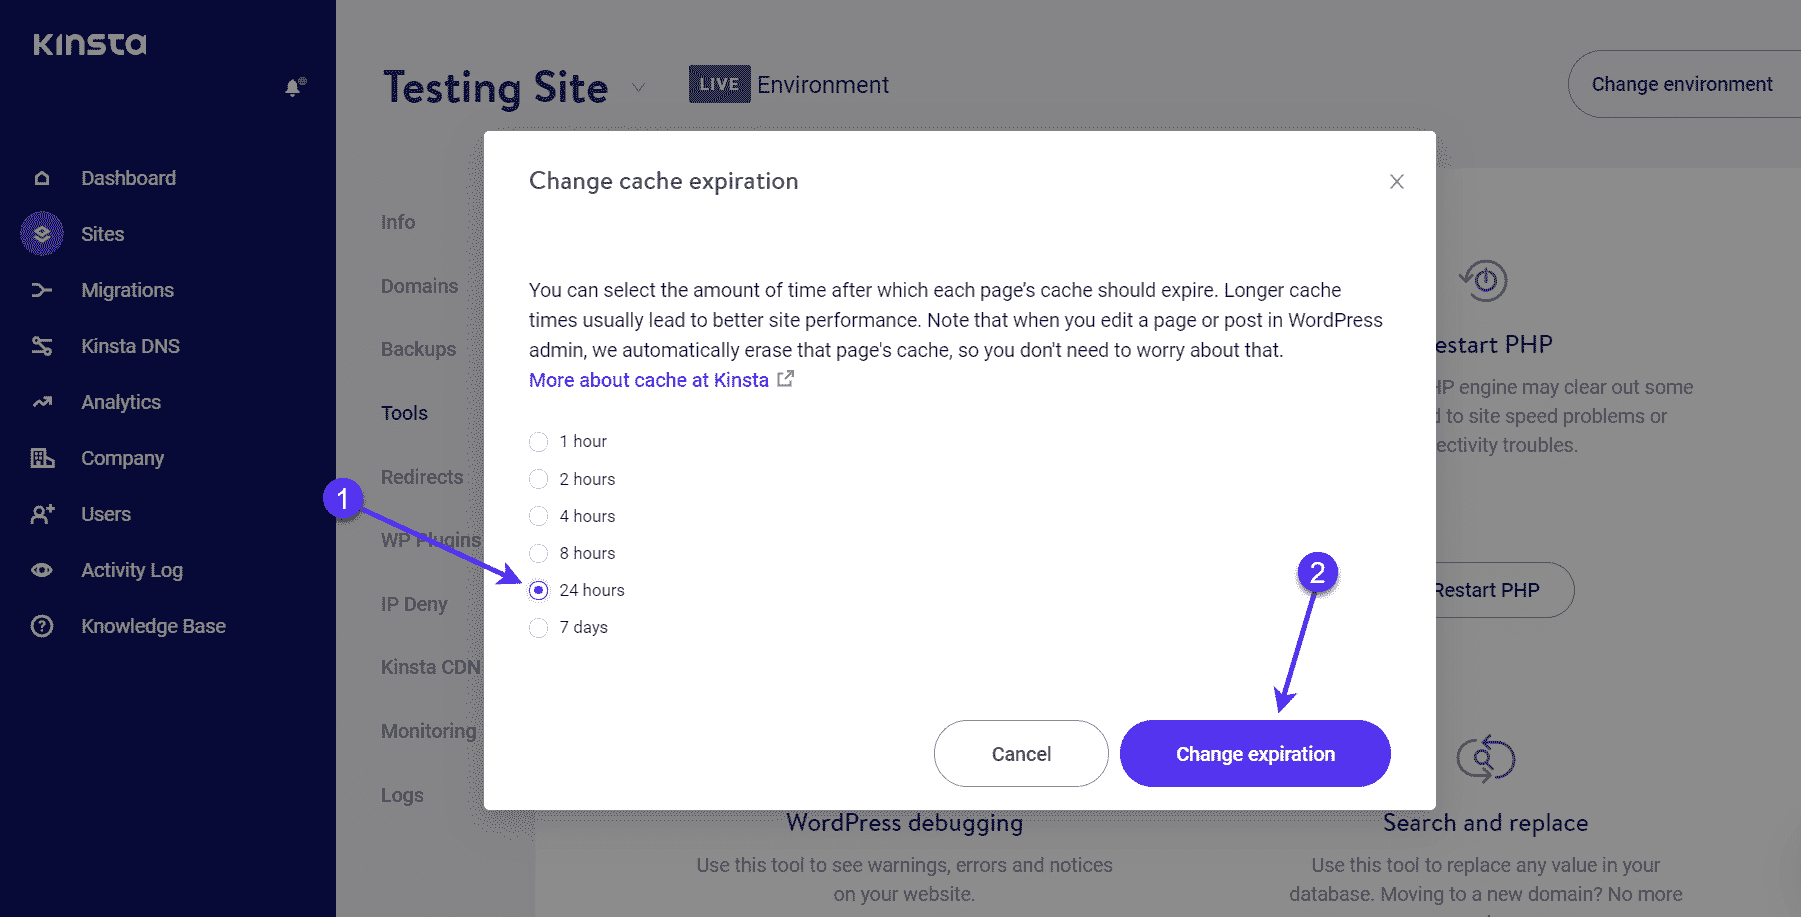 Kinsta
Dashboard
Sites
Migrations
Kinsta DNS
Analytics
Company
Users
Activity Log
Knowledge Base
Testing Site
LIVE Environment
Change environment
Info
Domains
Backups
Tools
Redirects
WP Plugins
IP Deny
Kinsta CDN
Monitoring
Logs
Change cache expiration
You can select the amount of time after which each page’s cache should expire. Longer cache
times usually lead to better site performance. Note that when you edit a page or post in WordPress
admin, we automatically erase that page's cache, so you don't need to worry about that.
More about cache at Kinsta
1 hour
2 hours
4 hours
8 hours
24 hours
7 days
1
2
Cancel
Change expiration
estart PHP
HP engine may clear out some
d to site speed problems or
ectivity troubles.
Restart PHP
WordPress debugging
Use this tool to see warnings, errors and notices
on your website.
Search and replace
Use this tool to replace any value in your
database. Moving to a new domain? No more